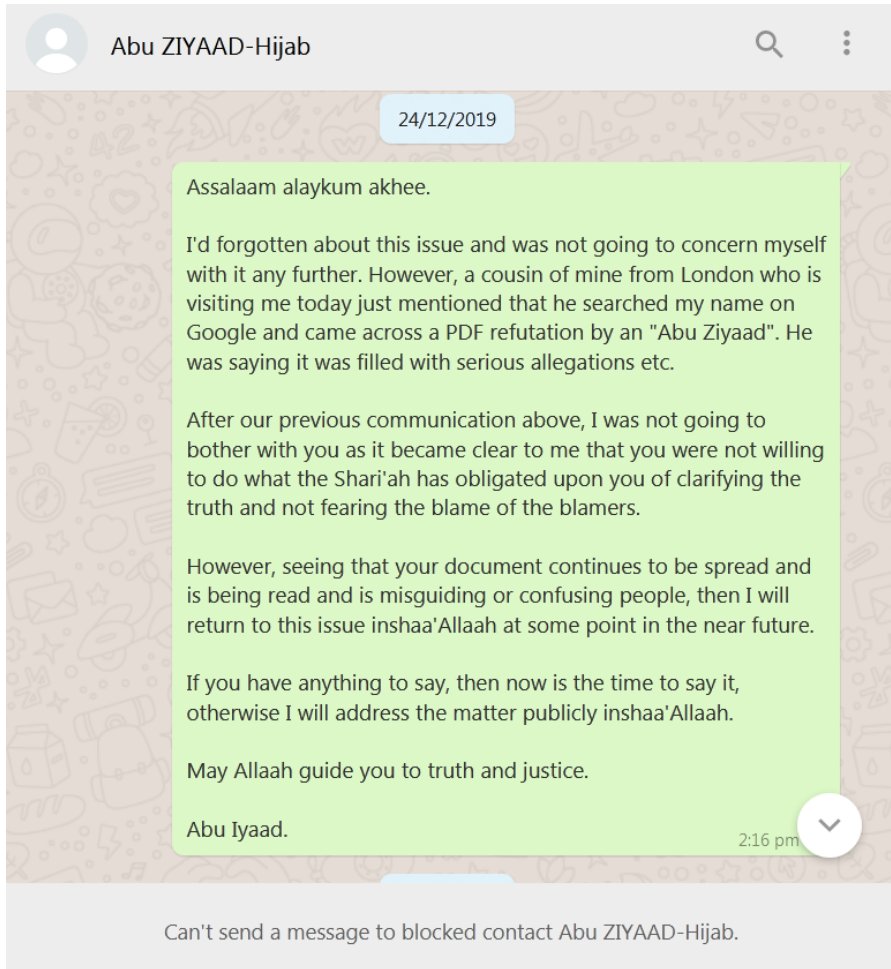 Abu ZIYAAD-Hijab
24/12/2019
Assalaam alaykum akhee.
I'd forgotten about this issue and was not going to concern myself
with it any further. However, a cousin of mine from London who is
visiting me today just mentioned that he searched my name on
Google and came across a PDF refutation by an "Abu Ziyaad". He
was saying it was filled with serious allegations etc.
After our previous communication above, I was not going to
bother with you as it became clear to me that you were not willing
to do what the Shari'ah has obligated upon you of clarifying the
truth and not fearing the blame of the blamers.
However, seeing that your document continues to be spread and
is being read and is misguiding or confusing people, then I will
return to this issue inshaa'Allaah at some point in the near future.
If you have anything to say, then now is the time to say it,
otherwise I will address the matter publicly inshaa'Allaah.
May Allaah guide you to truth and justice.
Abu Iyaad.
2:16 pm
Can't send a message to blocked contact Abu ZIYAAD-Hijab.